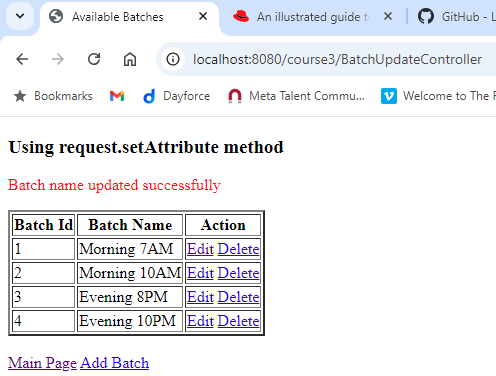 Available Batches An illustrated guide t GitHub - L
localhost:8080/course3/BatchUpdateController
Bookmarks Dayforce Meta Talent Commu... Welcome to The
Using request.setAttribute method
Batch name updated successfully
Batch Id Batch Name Action
1 Morning 7AM Edit Delete
2 Morning 10AM Edit Delete
3 Evening 8PM Edit Delete
4 Evening 10PM Edit Delete
Main Page Add Batch